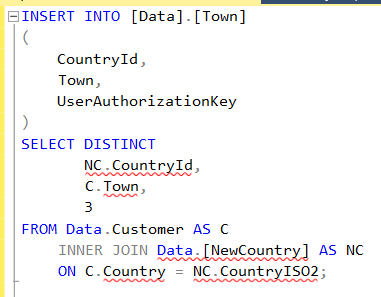 INSERT INTO [Data].[Town]
(
CountryId,
Town,
UserAuthorizationKey
)
SELECT DISTINCT
NC.CountryId,
C.Town,
3
FROM Data.Customer AS C
INNER JOIN Data.[NewCountry] AS NC
ON C.Country = NC.CountryISO2;